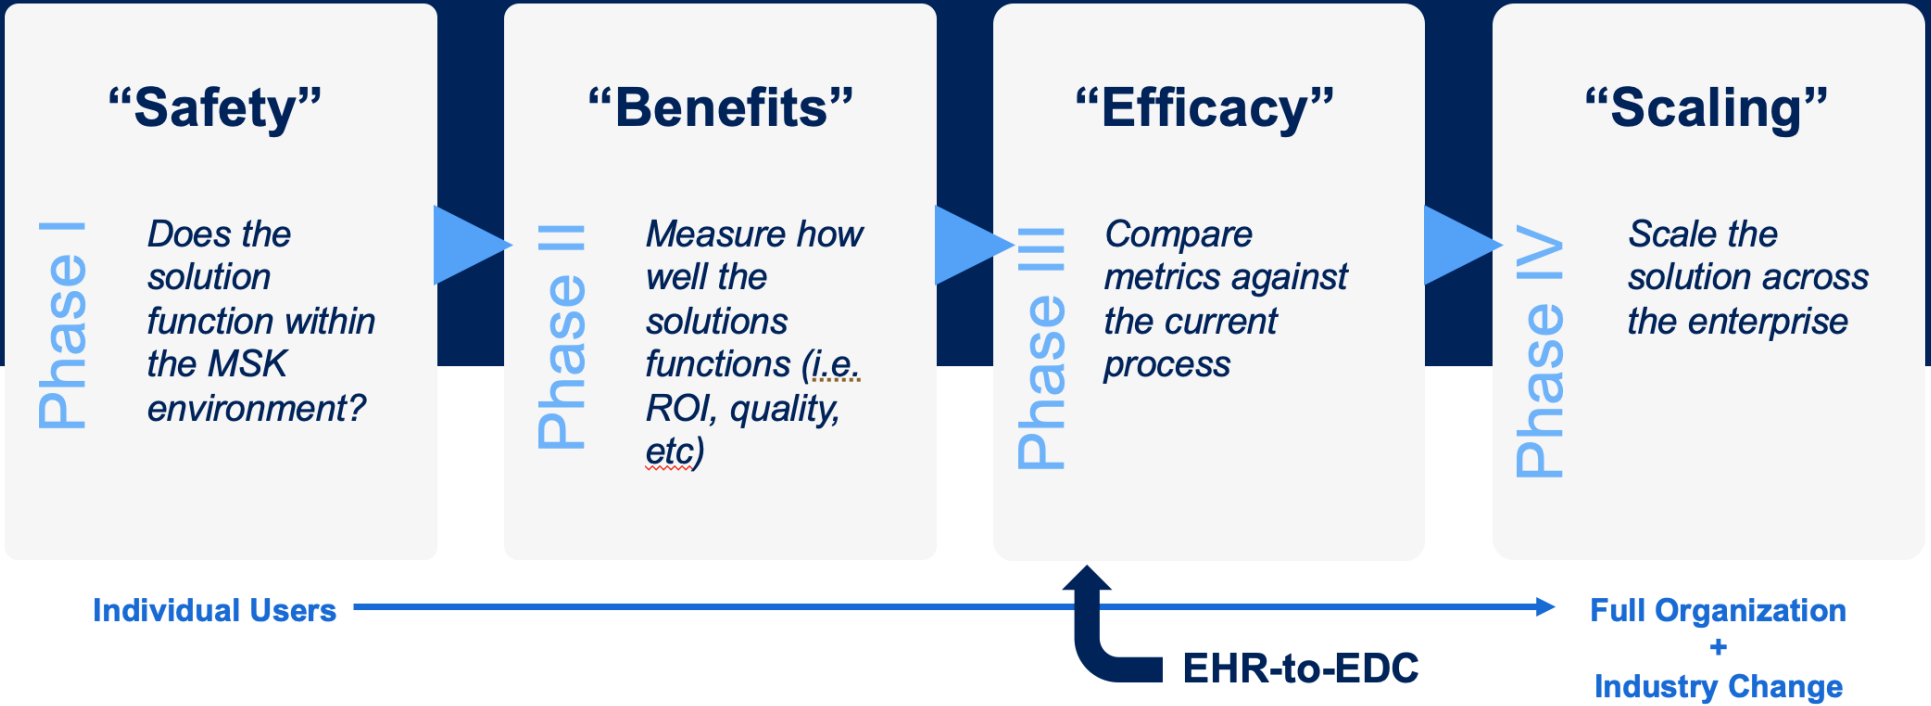 “Safety”
Phase I
Does the
solution
function within
the MSK
environment?
“Benefits”
Phase II
Measure how
well the
solutions
functions (i.e.
ROI, quality,
etc)
“Efficacy”
Phase III
Compare
metrics against
the current
process
“Scaling”
Phase IV
Scale the
solution across
the enterprise
Individual Users
Full Organization
+
Industry Change
EHR-to-EDC